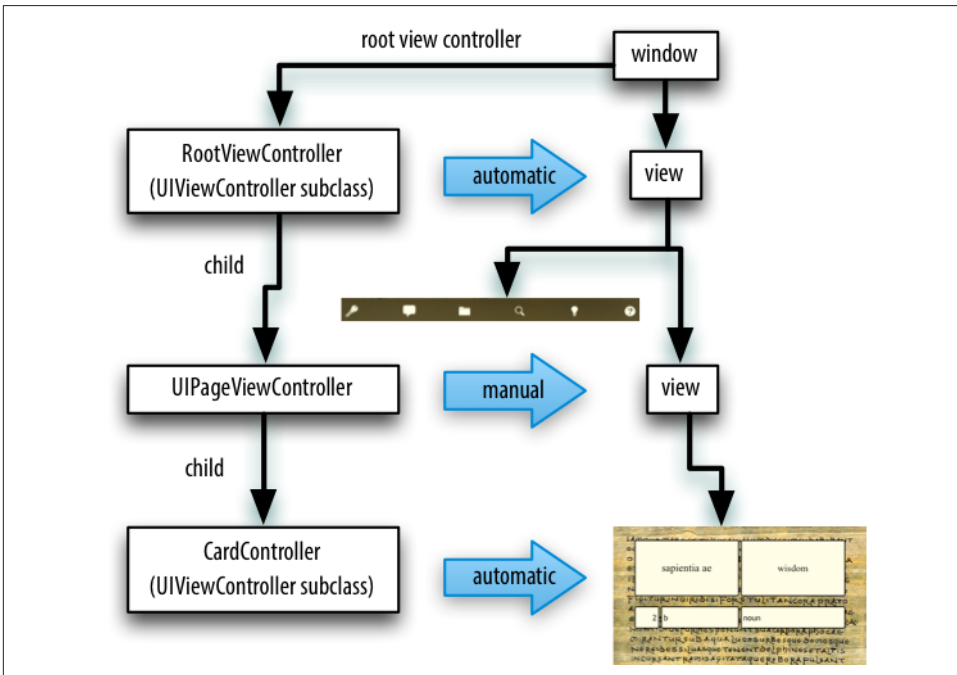 root view controller
window
RootViewController
(UIViewController subclass)
automatic
view
child
UIPageViewController
manual
view
child
CardController
(UIViewController subclass)
automatic
sapientia ae
wisdom
2
b
noun